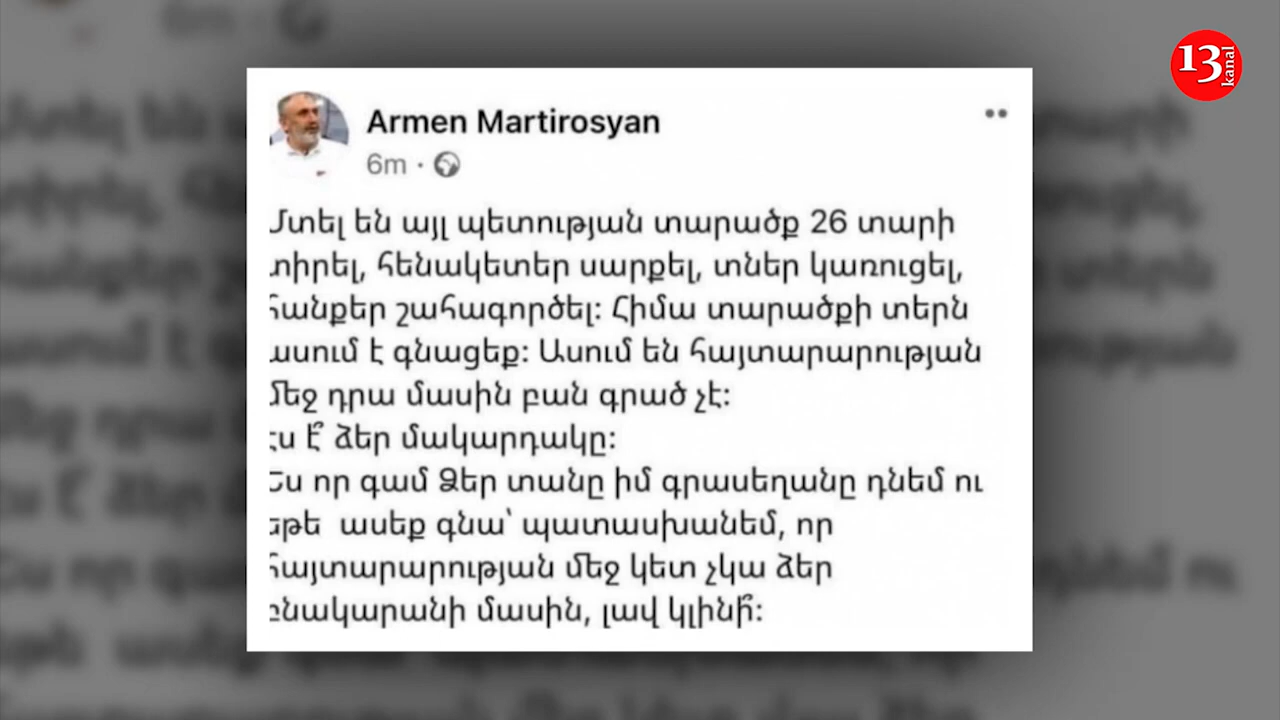 13
kanal
Armen Martirosyan
6m ·
Մտել են այլ պետության տարածք 26 տարի
տիրել, հենակետեր սարքել, տներ կառուցել,
հանքեր շահագործել: Հիմա տարածքի տերն
ասում է գնացեք: Ասում են հայտարարության
մեջ դրա մասին բան գրած չէ:
էս է՞ ձեր մակարդակը:
Ես որ գամ Ձեր տանը իմ գրասեղանը դնեմ ու
եթե ասեք գնա՝ պատասխանեմ, որ
հայտարարության մեջ կետ չկա ձեր
բնակարանի մասին, լավ կլինի՞: